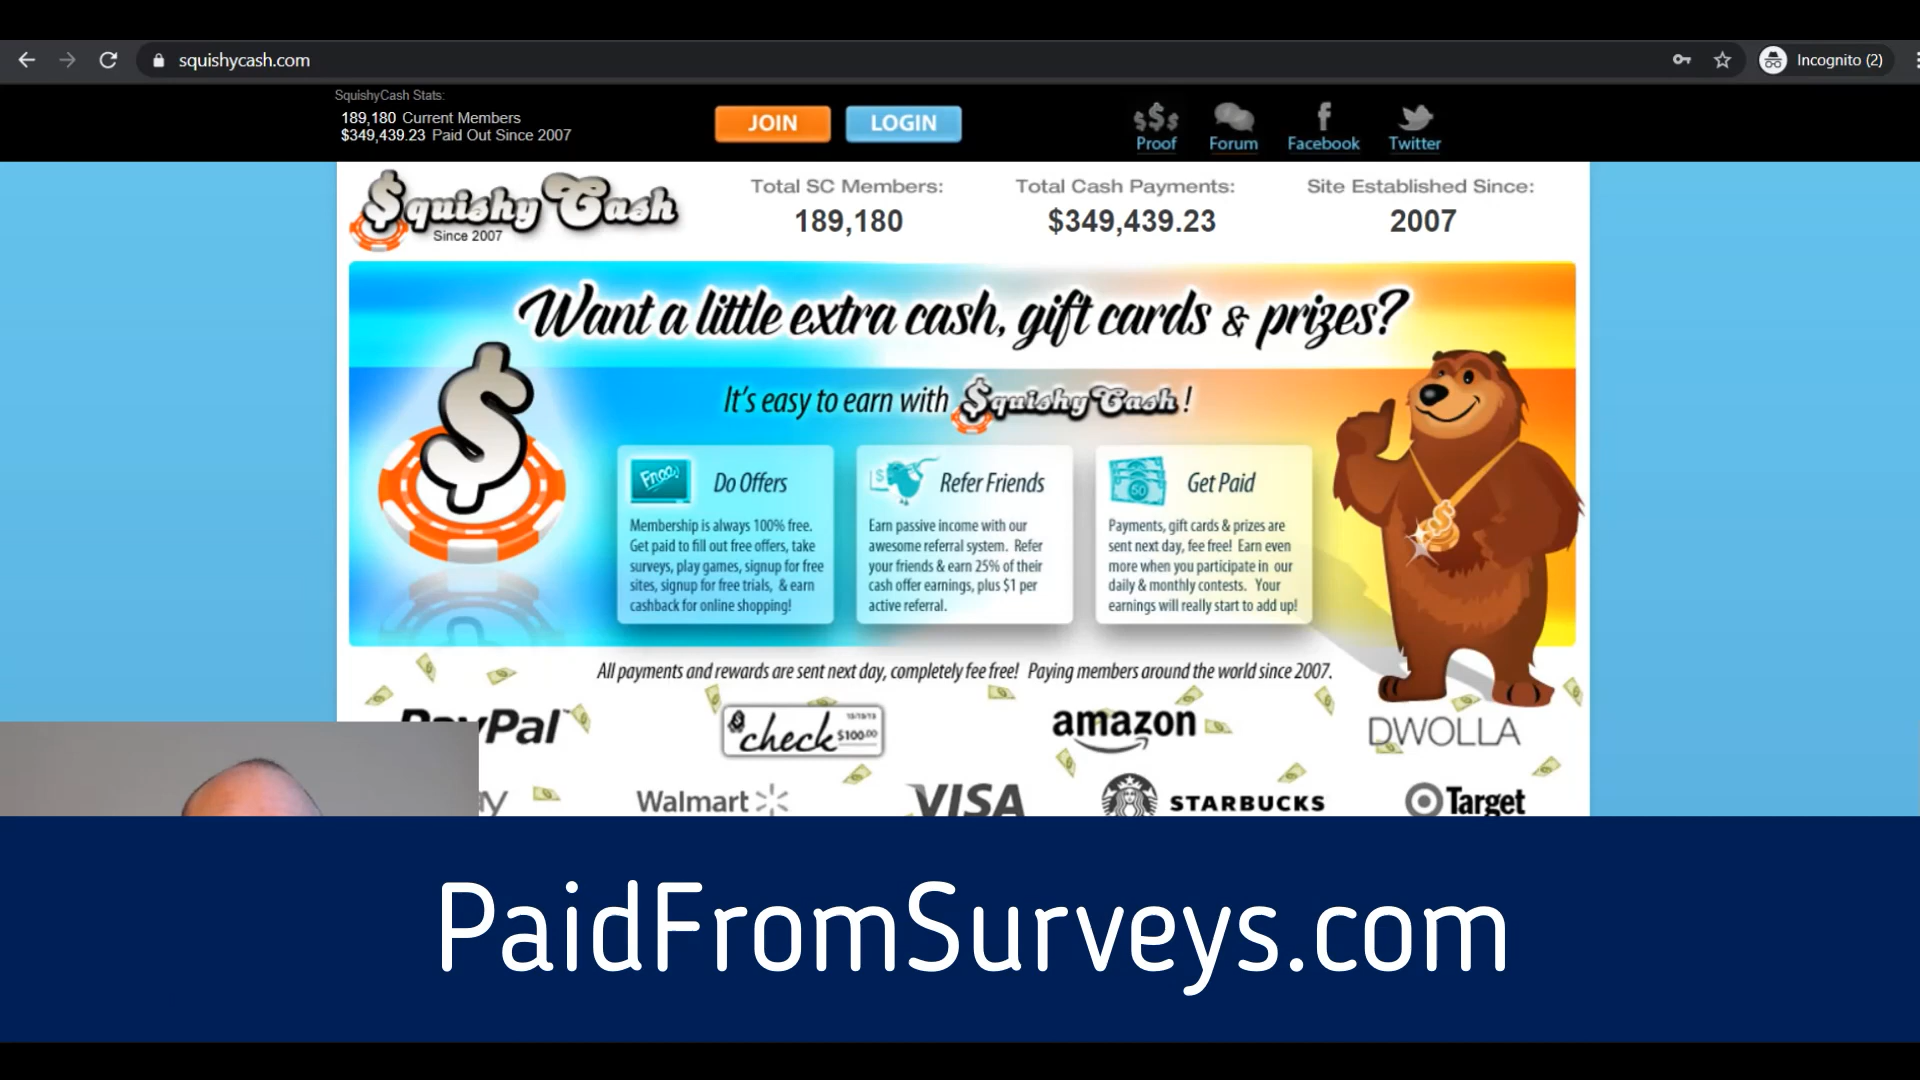 squishycash.com
Incognito (2)
SquishyCash Stats:
189,180 Current Members
$349,439.23 Paid Out Since 2007
JOIN
LOGIN
$$$
Proof
Forum
Facebook
Twitter
$quishy Cash
Since 2007
Total SC Members:
189,180
Total Cash Payments:
$349,439.23
Site Established Since:
2007
Want a little extra cash, gift cards & prizes?
It's easy to earn with $quishy Cash!
$
Free!
Do Offers
Membership is always 100% free.
Get paid to fill out free offers, take
surveys, play games, signup for free
sites, signup for free trials, & earn
cashback for online shopping!
Refer Friends
Earn passive income with our
awesome referral system. Refer
your friends & earn 25% of their
cash offer earnings, plus $1 per
active referral.
50
Get Paid
Payments, gift cards & prizes are
sent next day, fee free! Earn even
more when you participate in our
daily & monthly contests. Your
earnings will really start to add up!
All payments and rewards are sent next day, completely fee free! Paying members around the world since 2007.
PayPal™
check $100.00
amazon
DWOLLA
Walmart
VISA
STARBUCKS
Target
PaidFromSurveys.com